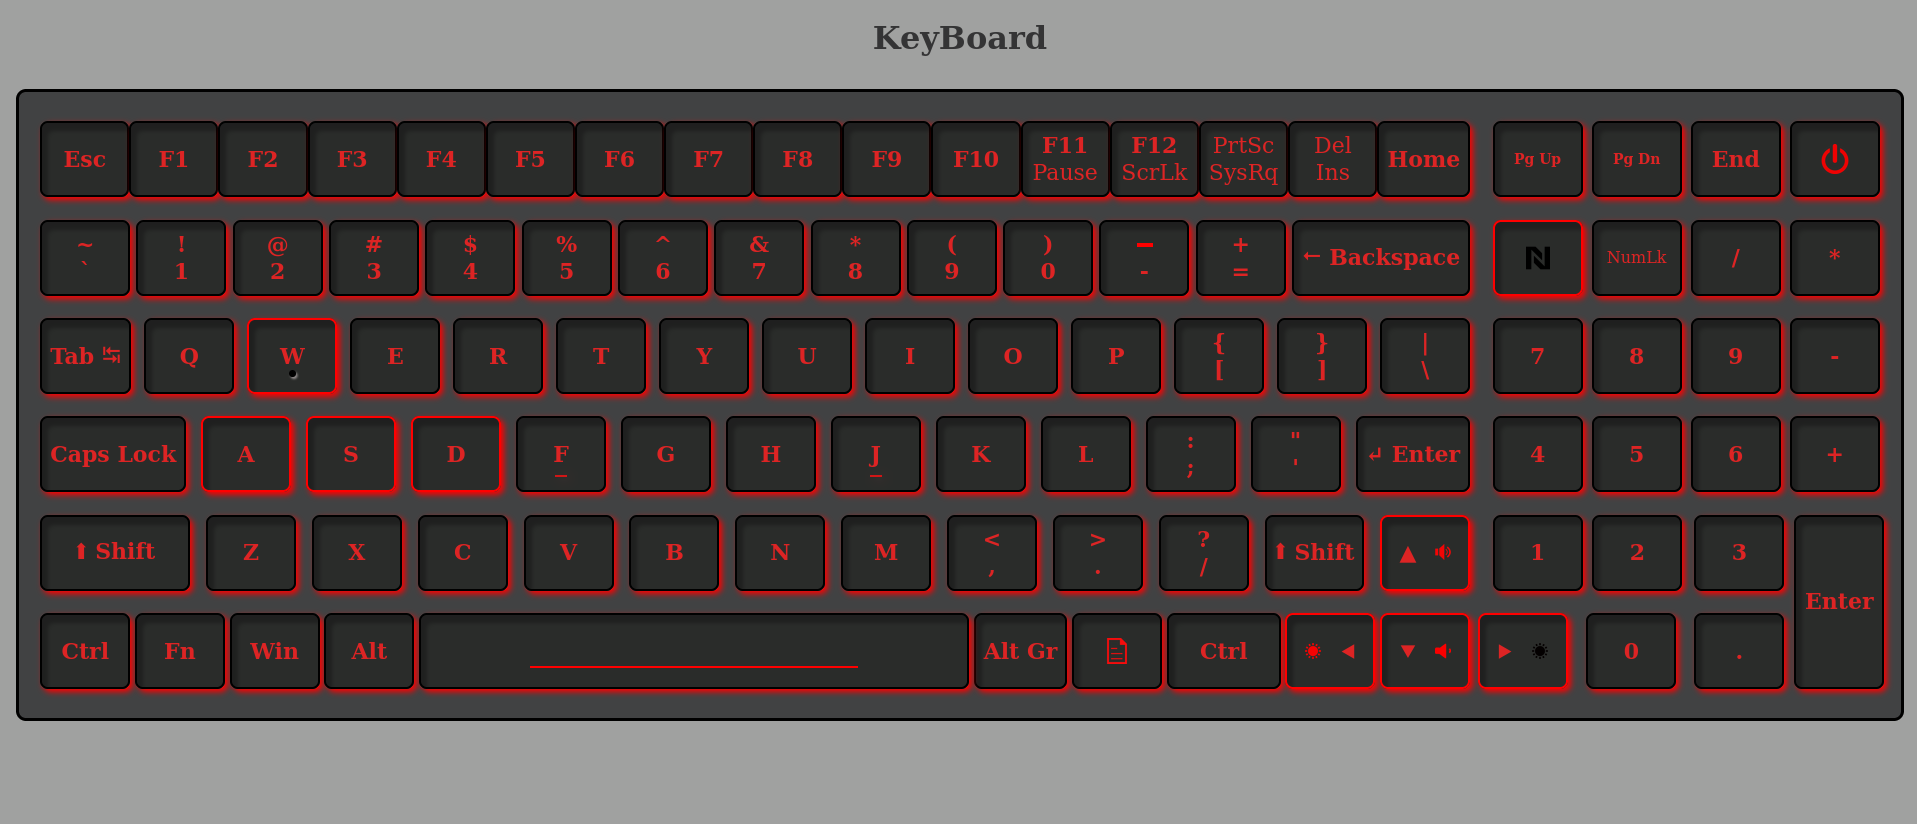 KeyBoard
Esc F1 F2 F3 F4 F5 F6 F7 F8 F9 F10 F11 F12 PrtSc Del Home Pg Up Pg Dn End
Pause ScrLk SysRq Ins
~ ! @ # $ % ^ & * ( ) _ + ← Backspace N NumLk / *
` 1 2 3 4 5 6 7 8 9 0 - =
Tab ↹ Q W E R T Y U I O P { } | 7 8 9 -
[ ] \
Caps Lock A S D F G H J K L : " ↵ Enter 4 5 6 +
_ _ ; '
⬆ Shift Z X C V B N M < > ? ⬆ Shift ▲ 1 2 3 Enter
, . /
Ctrl Fn Win Alt Alt Gr Ctrl ◀ ▼ ▶ 0 .